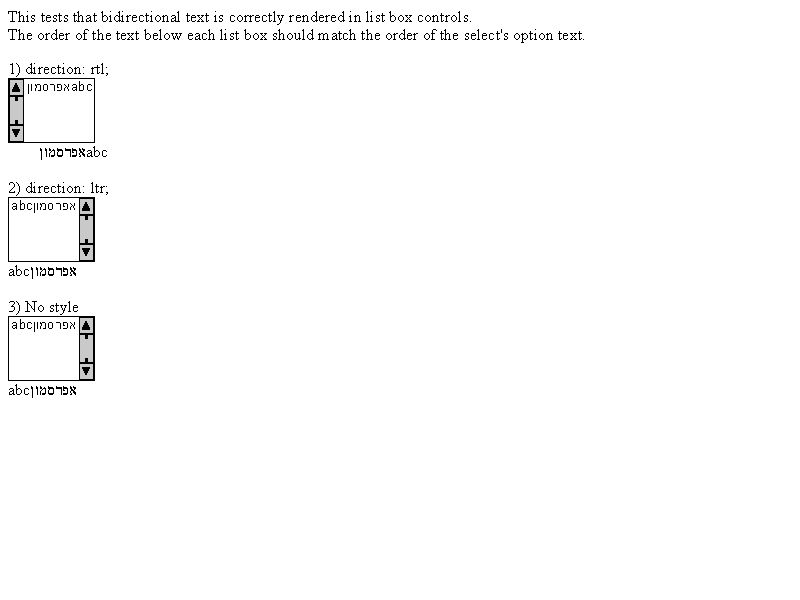 This tests that bidirectional text is correctly rendered in list box controls.
The order of the text below each list box should match the order of the select's option text.
1) direction: rtl;
abcאפרסמון
abcאפרסמון
2) direction: ltr;
abcאפרסמון
abcאפרסמון
3) No style
abcאפרסמון
abcאפרסמון